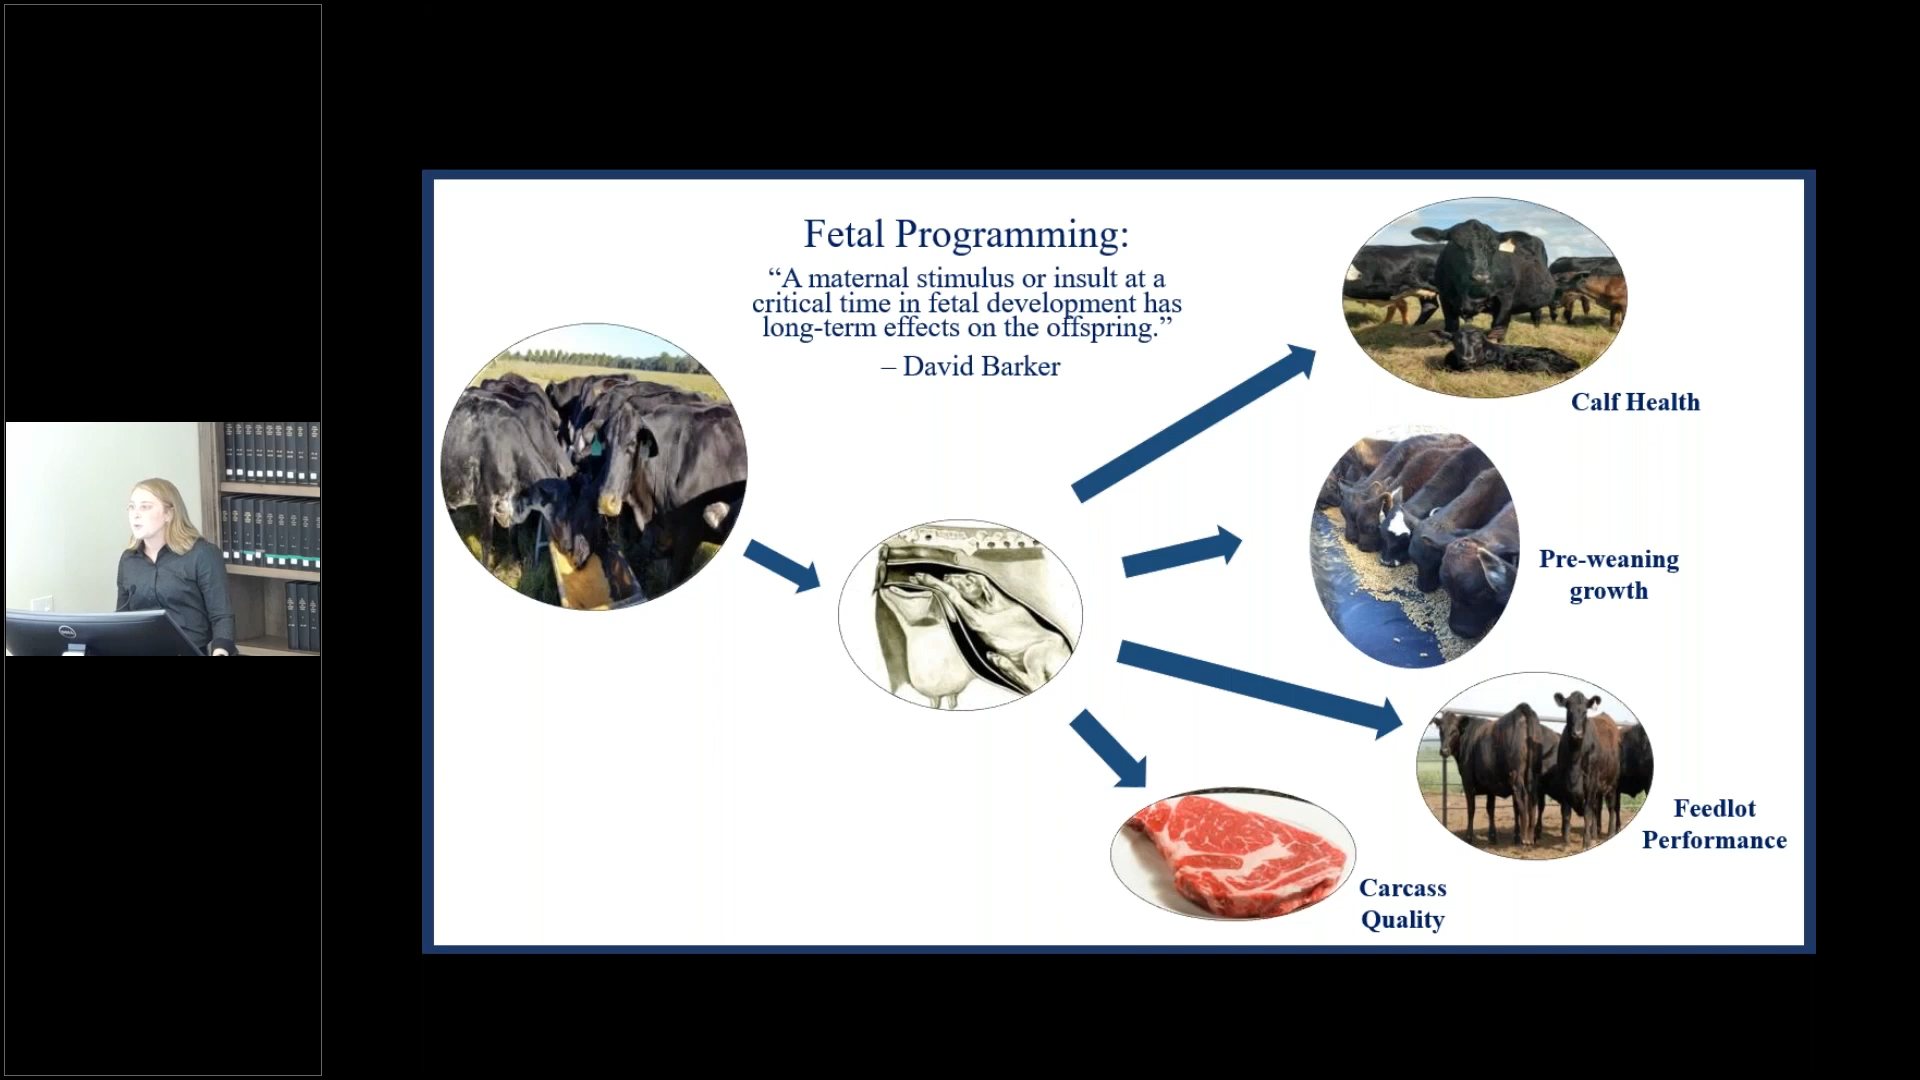 Fetal Programming:
“A maternal stimulus or insult at a
critical time in fetal development has
long-term effects on the offspring.”
– David Barker
Calf Health
Pre-weaning
growth
Feedlot
Performance
Carcass
Quality
DELL